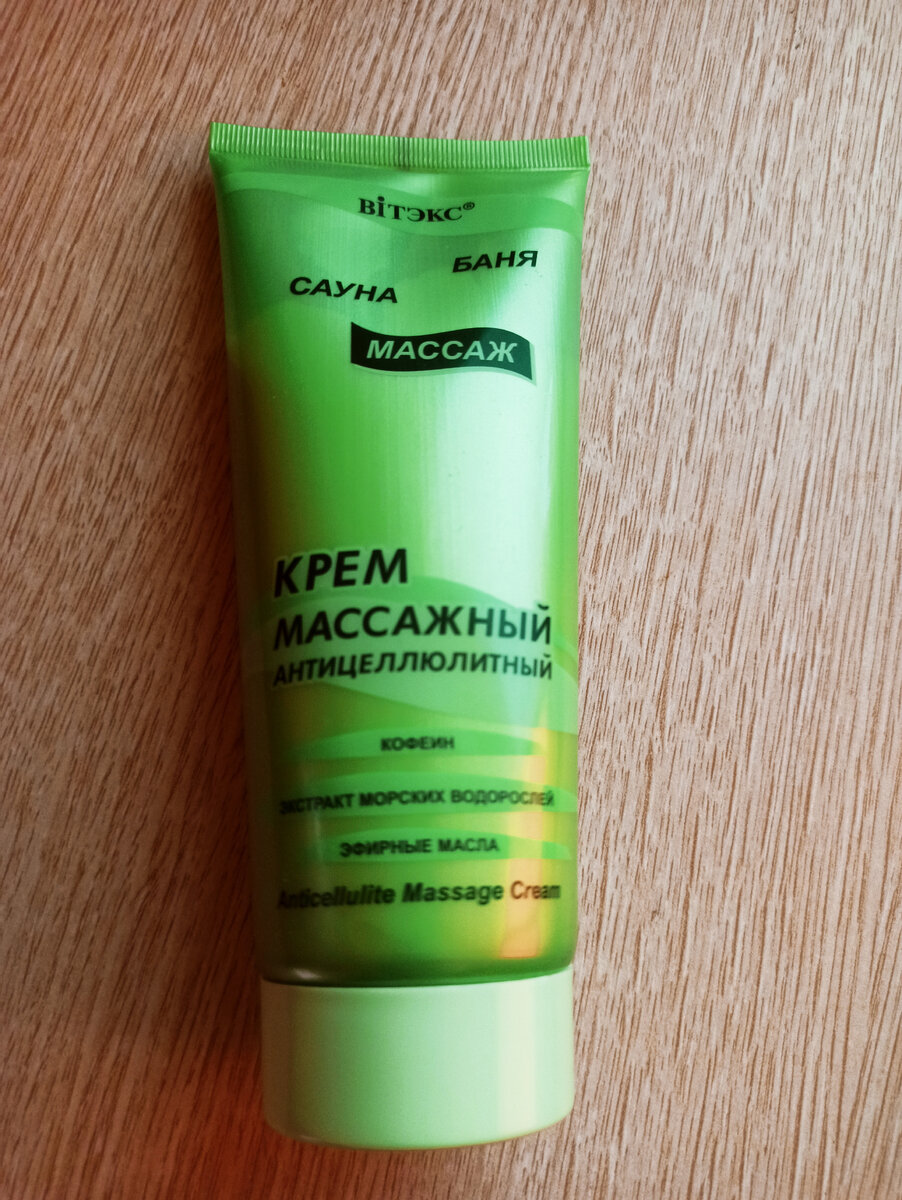 ВІТЭКС®
БАНЯ
САУНА
МАССАЖ
КРЕМ
МАССАЖНЫЙ
АНТИЦЕЛЛЮЛИТНЫЙ
КОФЕИН
ЭКСТРАКТ МОРСКИХ ВОДОРОСЛЕЙ
ЭФИРНЫЕ МАСЛА
Anticellulite Massage Cream